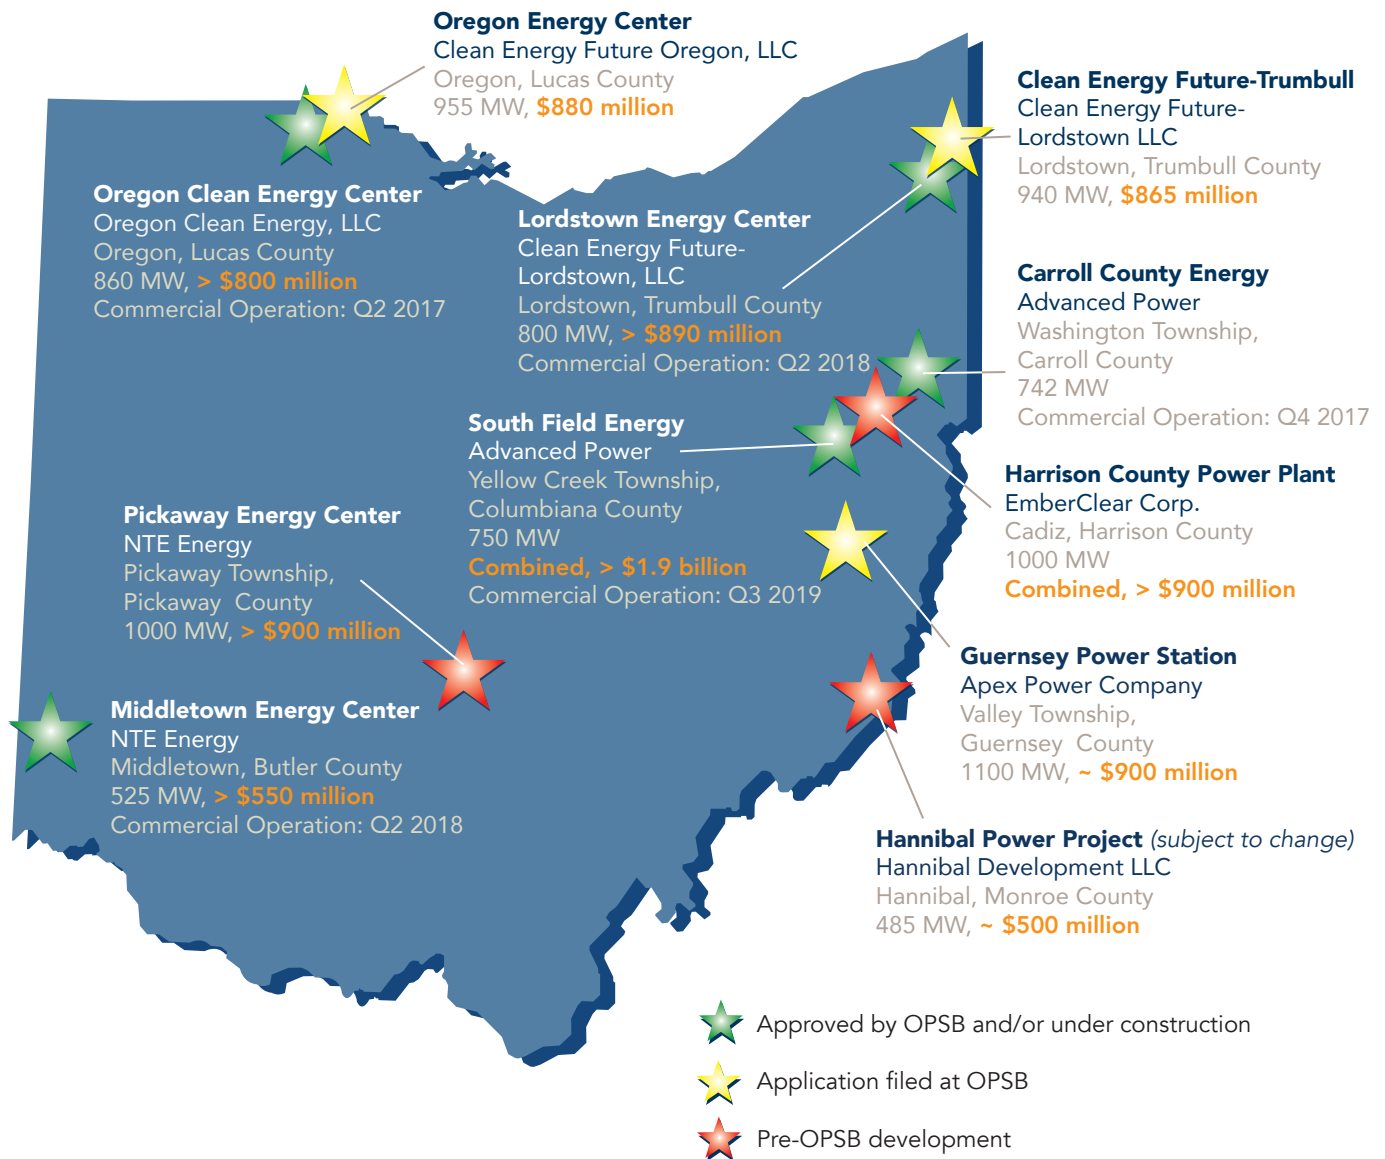 Oregon Energy Center
Clean Energy Future Oregon, LLC
Oregon, Lucas County
955 MW, $880 million
Clean Energy Future-Trumbull
Clean Energy Future-
Lordstown LLC
Lordstown, Trumbull County
940 MW, $865 million
Oregon Clean Energy Center
Oregon Clean Energy, LLC
Oregon, Lucas County
860 MW, > $800 million
Commercial Operation: Q2 2017
Lordstown Energy Center
Clean Energy Future-
Lordstown, LLC
Lordstown, Trumbull County
800 MW, > $890 million
Commercial Operation: Q2 2018
Carroll County Energy
Advanced Power
Washington Township,
Carroll County
742 MW
Commercial Operation: Q4 2017
South Field Energy
Advanced Power
Yellow Creek Township,
Columbiana County
750 MW
Combined, > $1.9 billion
Commercial Operation: Q3 2019
Harrison County Power Plant
EmberClear Corp.
Cadiz, Harrison County
1000 MW
Combined, > $900 million
Pickaway Energy Center
NTE Energy
Pickaway Township,
Pickaway County
1000 MW, > $900 million
Guernsey Power Station
Apex Power Company
Valley Township,
Guernsey County
1100 MW, ~ $900 million
Middletown Energy Center
NTE Energy
Middletown, Butler County
525 MW, > $550 million
Commercial Operation: Q2 2018
Hannibal Power Project (subject to change)
Hannibal Development LLC
Hannibal, Monroe County
485 MW, ~ $500 million
Approved by OPSB and/or under construction
Application filed at OPSB
Pre-OPSB development